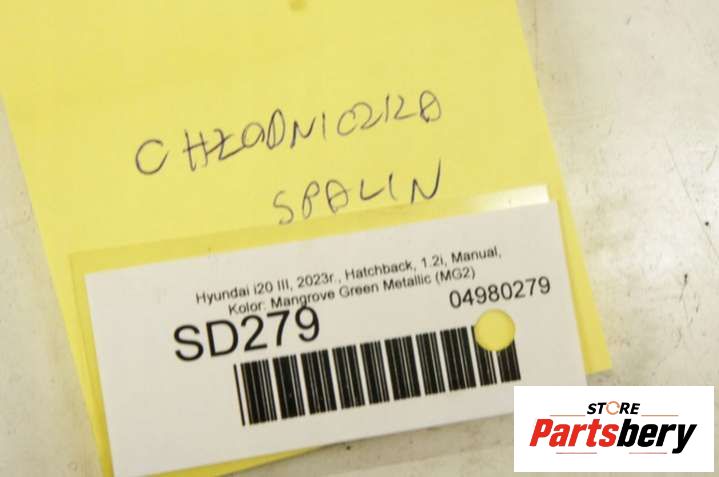 CHŁODNICZKA
SPALIN
Hyundai i20 III, 2023r., Hatchback, 1.2i, Manual,
Kolor: Mangrove Green Metallic (MG2)
SD279
04980279
STORE
Partsbery